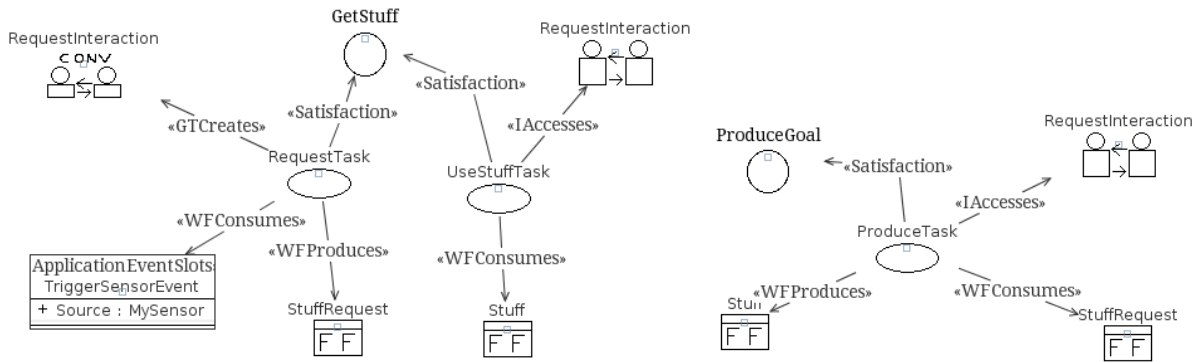 GetStuff
RequestInteraction
CONV
«GTCreates»
«Satisfaction»
«Satisfaction»
RequestInteraction
«IAccesses»
RequestTask
UseStuffTask
«WFConsumes»
«WFProduces»
«WFConsumes»
ApplicationEventSlots
TriggerSensorEvent
+ Source : MySensor
StuffRequest
F F
Stuff
F F
ProduceGoal
«Satisfaction»
RequestInteraction
«IAccesses»
ProduceTask
«WFProduces»
«WFConsumes»
Stuff
F F
StuffRequest
F F